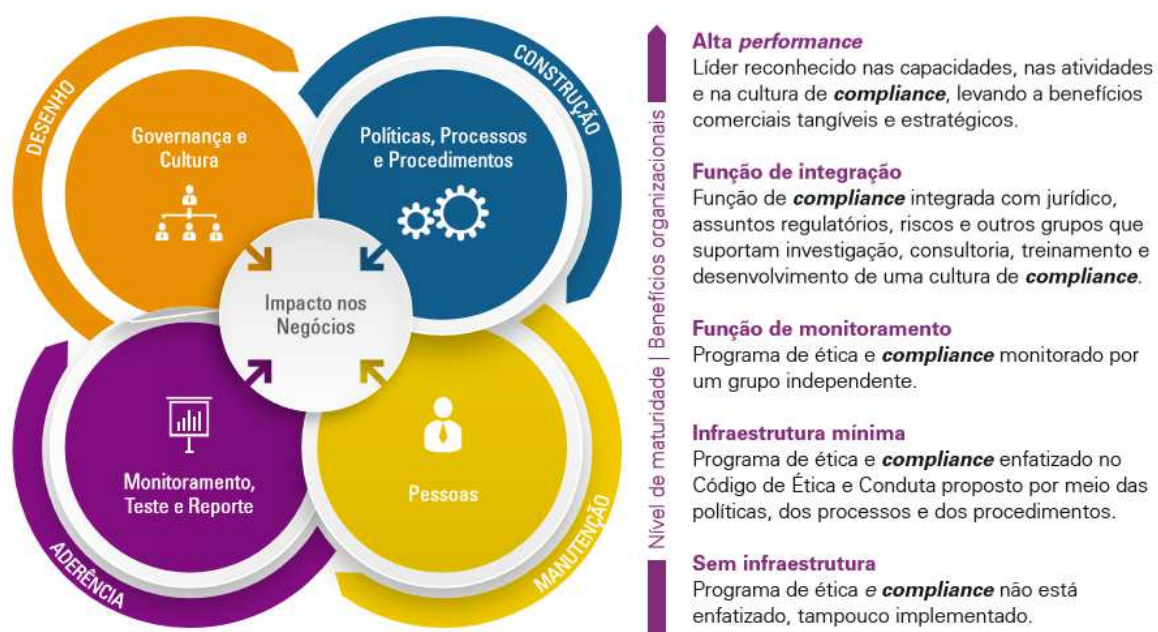 DESENHO
Governança e
Cultura
CONSTRUÇÃO
Políticas, Processos
e Procedimentos
Impacto nos
Negócios
Monitoramento,
Teste e Reporte
ADERÊNCIA
Pessoas
MANUTENÇÃO
Nível de maturidade | Benefícios organizacionais
Alta performance
Líder reconhecido nas capacidades, nas atividades
e na cultura de compliance, levando a benefícios
comerciais tangíveis e estratégicos.
Função de integração
Função de compliance integrada com jurídico,
assuntos regulatórios, riscos e outros grupos que
suportam investigação, consultoria, treinamento e
desenvolvimento de uma cultura de compliance.
Função de monitoramento
Programa de ética e compliance monitorado por
um grupo independente.
Infraestrutura mínima
Programa de ética e compliance enfatizado no
Código de Ética e Conduta proposto por meio das
políticas, dos processos e dos procedimentos.
Sem infraestrutura
Programa de ética e compliance não está
enfatizado, tampouco implementado.